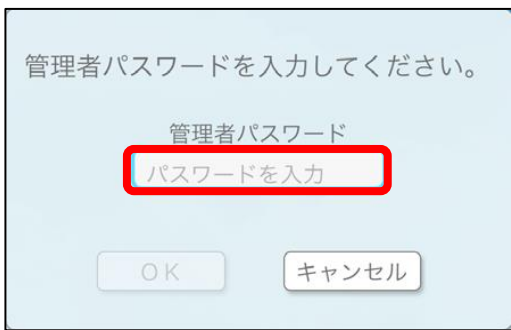 管理者パスワードを入力してください。
管理者パスワード
パスワードを入力
OK
キャンセル